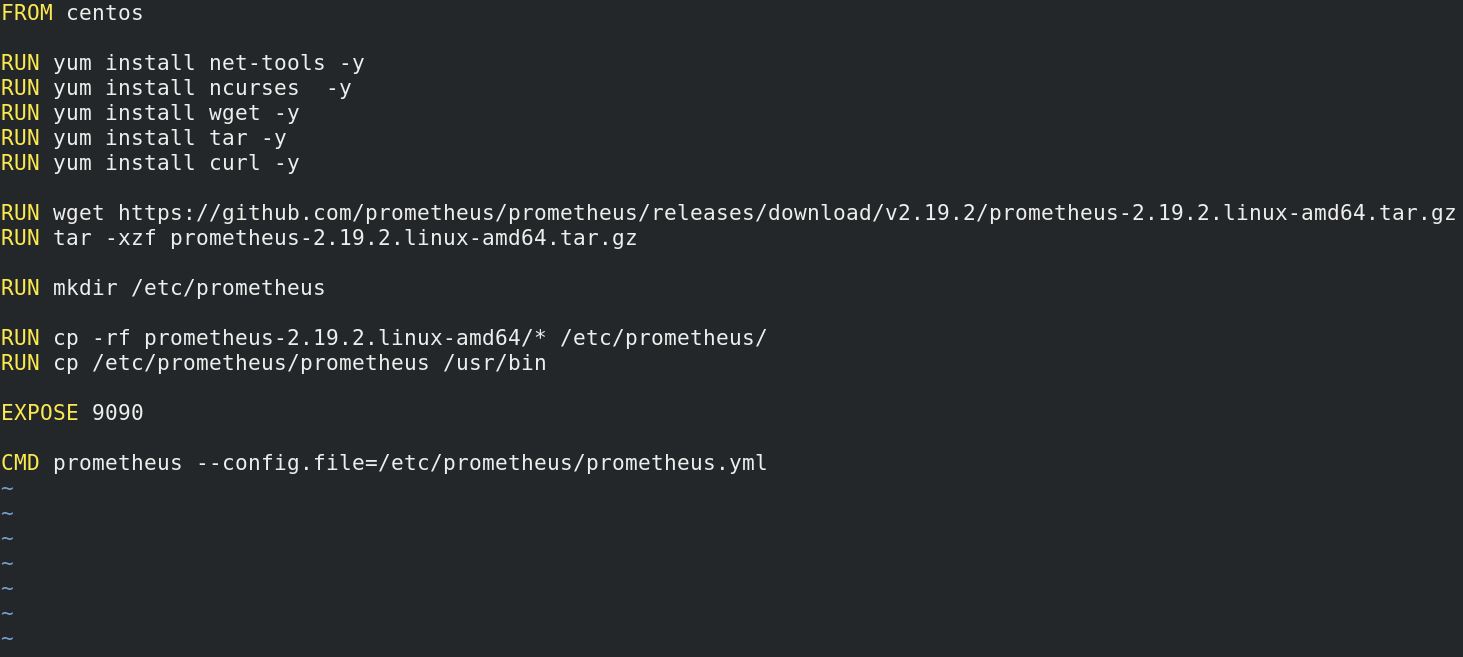 FROM centos
RUN yum install net-tools -y
RUN yum install ncurses  -y
RUN yum install wget -y
RUN yum install tar -y
RUN yum install curl -y
RUN wget https://github.com/prometheus/prometheus/releases/download/v2.19.2/prometheus-2.19.2.linux-amd64.tar.gz
RUN tar -xzf prometheus-2.19.2.linux-amd64.tar.gz
RUN mkdir /etc/prometheus
RUN cp -rf prometheus-2.19.2.linux-amd64/* /etc/prometheus/
RUN cp /etc/prometheus/prometheus /usr/bin
EXPOSE 9090
CMD prometheus --config.file=/etc/prometheus/prometheus.yml
~
~
~
~
~
~
~